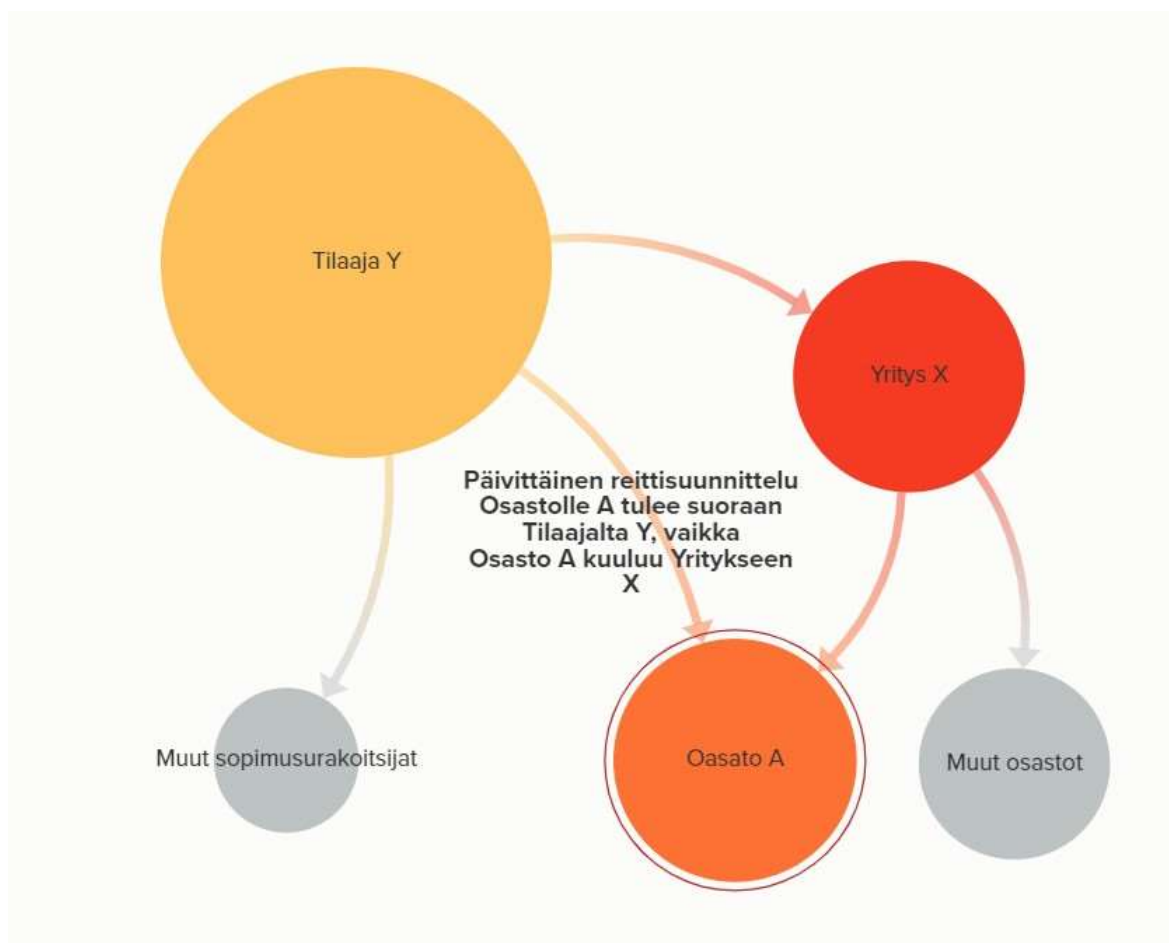 Tilaaja Y
Yritys X
Päivittäinen reittisuunnittelu
Osastolle A tulee suoraan
Tilaajalta Y, vaikka
Osasto A kuuluu Yritykseen
X
Muut sopimusurakoitsijat
Oasato A
Muut osastot